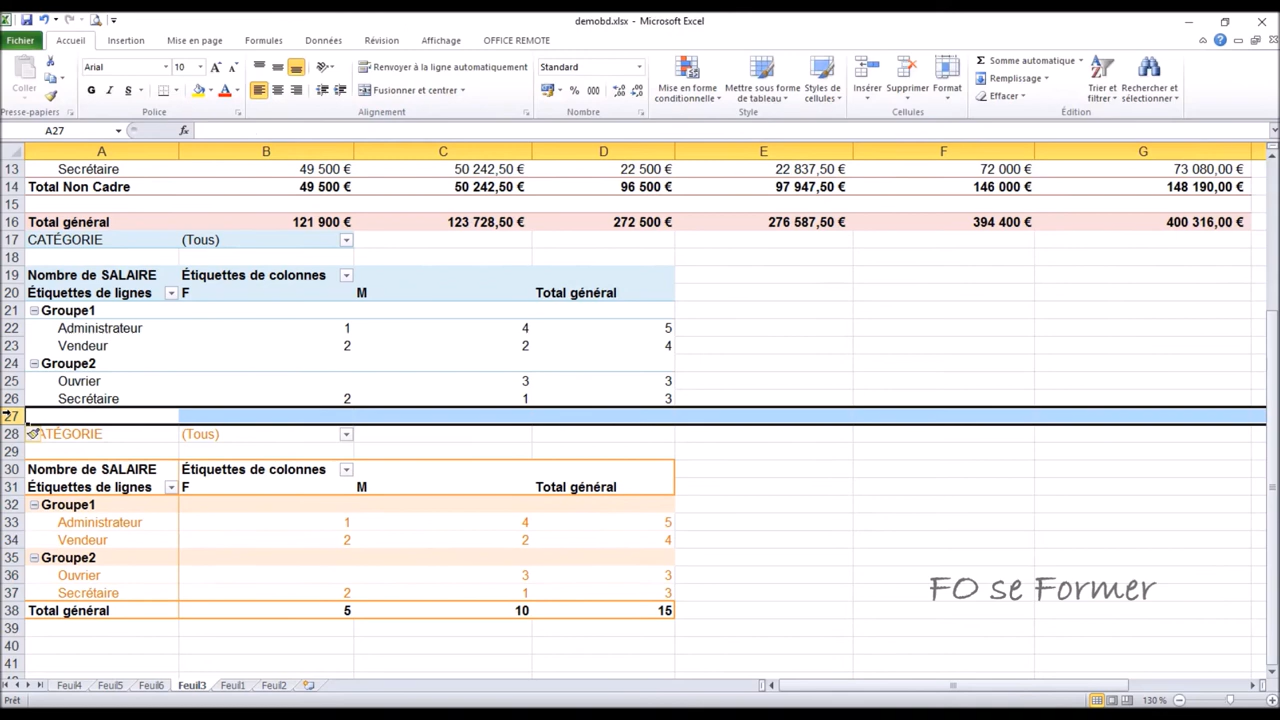 demobd.xlsx - Microsoft Excel
Fichier Accueil Insertion Mise en page Formules Données Révision Affichage OFFICE REMOTE
Coller
Arial 10
G I S
Renvoyer à la ligne automatiquement
Fusionner et centrer
Standard
% 000
Mise en forme conditionnelle
Mettre sous forme de tableau
Styles de cellules
Insérer Supprimer Format
Σ Somme automatique
Remplissage
Effacer
Trier et filtrer
Rechercher et sélectionner
Presse-papiers Police Alignement Nombre Style Cellules Édition
A27 fx
A B C D E F G
13 Secrétaire 49 500 € 50 242,50 € 22 500 € 22 837,50 € 72 000 € 73 080,00 €
14 Total Non Cadre 49 500 € 50 242,50 € 96 500 € 97 947,50 € 146 000 € 148 190,00 €
15
16 Total général 121 900 € 123 728,50 € 272 500 € 276 587,50 € 394 400 € 400 316,00 €
17 CATÉGORIE (Tous)
18
19 Nombre de SALAIRE Étiquettes de colonnes
20 Étiquettes de lignes F M Total général
21 Groupe1
22 Administrateur 1 4 5
23 Vendeur 2 2 4
24 Groupe2
25 Ouvrier 3 3
26 Secrétaire 2 1 3
27
28 ATÉGORIE (Tous)
29
30 Nombre de SALAIRE Étiquettes de colonnes
31 Étiquettes de lignes F M Total général
32 Groupe1
33 Administrateur 1 4 5
34 Vendeur 2 2 4
35 Groupe2
36 Ouvrier 3 3
37 Secrétaire 2 1 3
38 Total général 5 10 15
39
40
41
FO se Former
Feuil4 Feuil5 Feuil6 Feuil3 Feuil1 Feuil2
Prêt 130 %